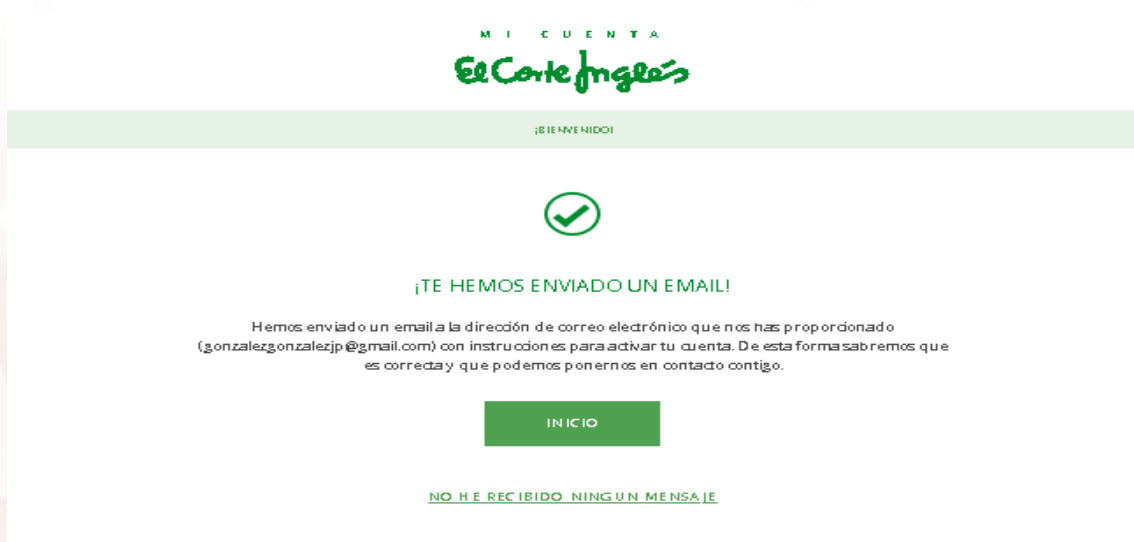 MI CUENTA
El Corte Inglés
¡BIENVENIDO!
¡TE HEMOS ENVIADO UN EMAIL!
Hemos enviado un email a la dirección de correo electrónico que nos has proporcionado
(gonzalezgonzalezjp@gmail.com) con instrucciones para activar tu cuenta. De esta forma sabremos que
es correcta y que podemos ponernos en contacto contigo.
INICIO
NO HE RECIBIDO NINGUN MENSAJE